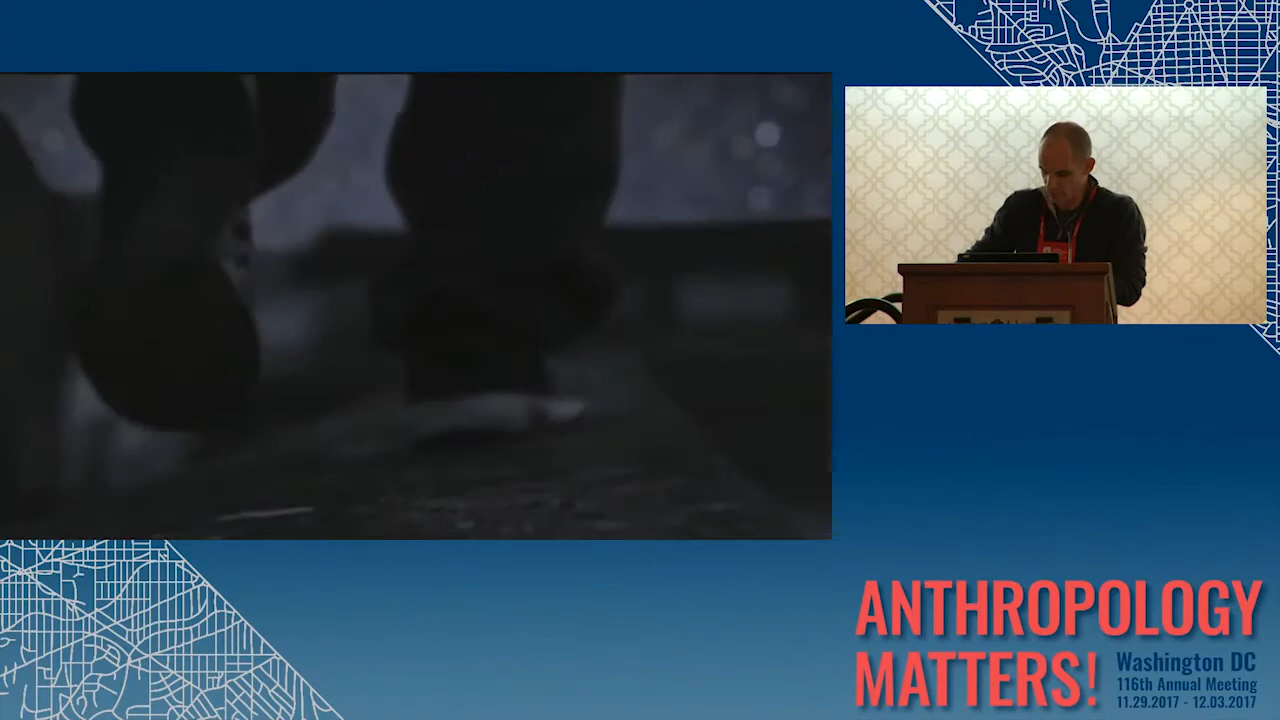 ANTHROPOLOGY
MATTERS!
Washington DC
116th Annual Meeting
11.29.2017 - 12.03.2017